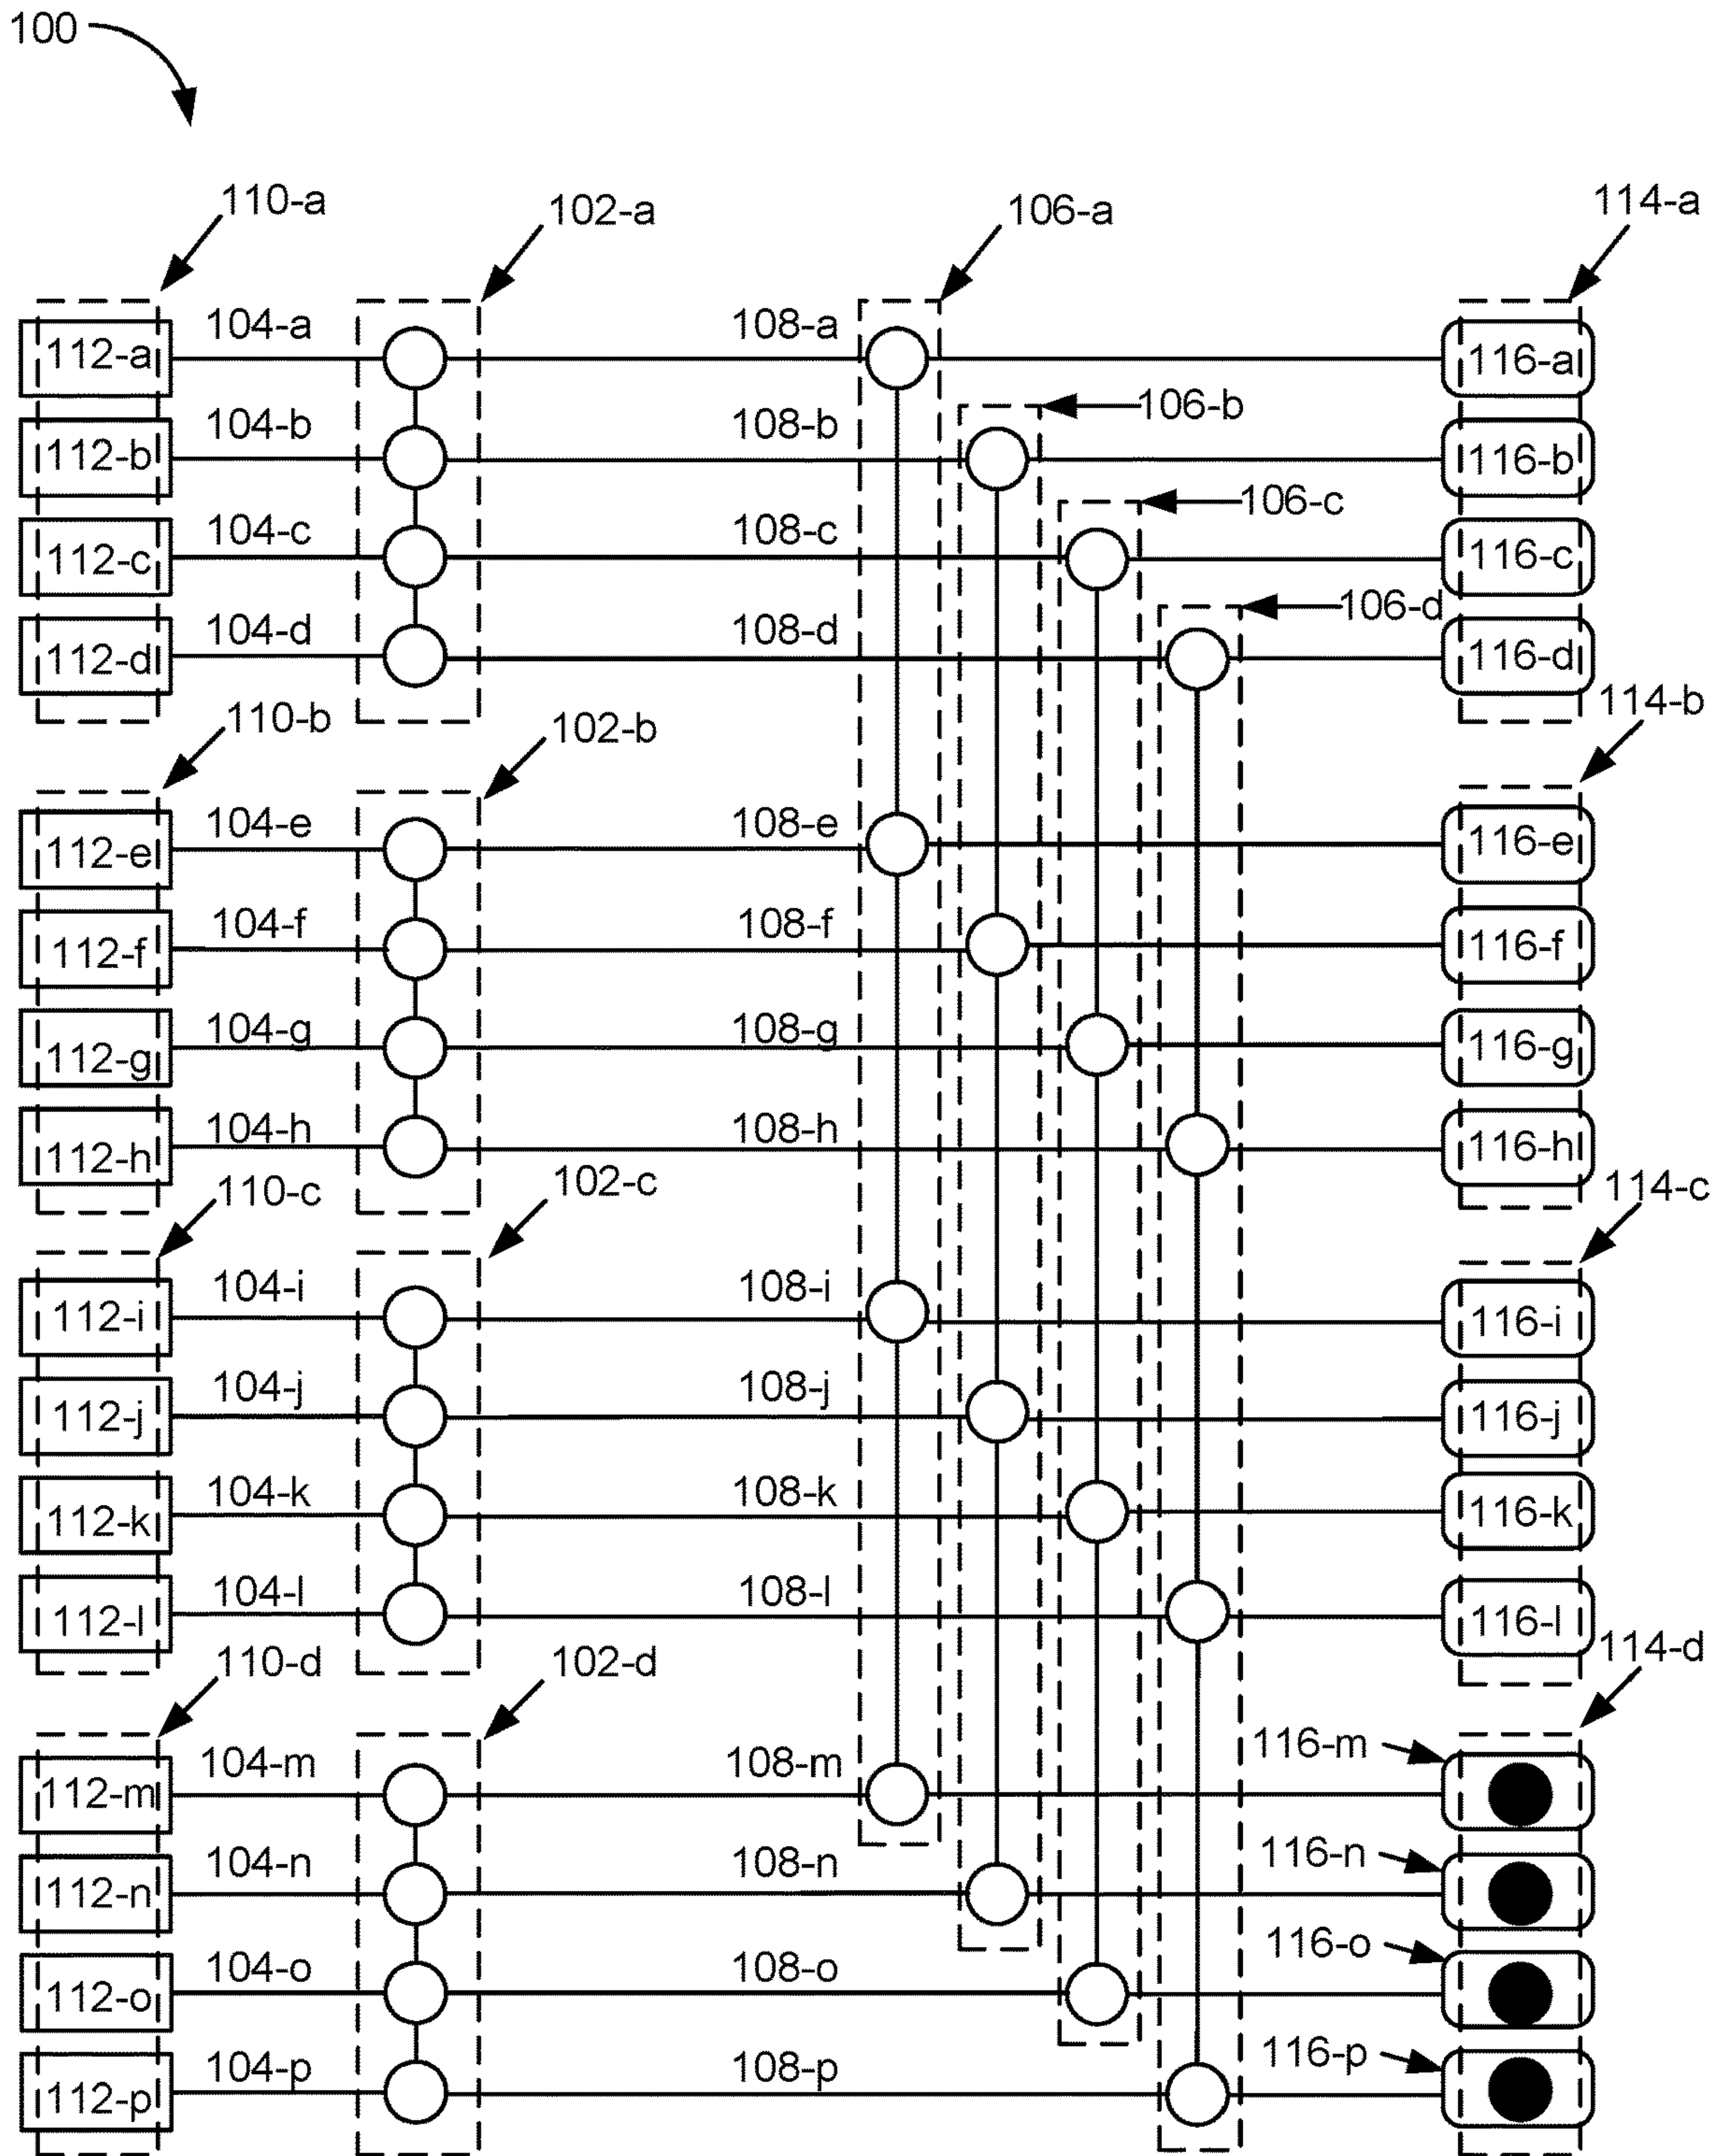 100
110-a 102-a 106-a 114-a
112-a 104-a 108-a 116-a
106-b
112-b 104-b 108-b 116-b
106-c
112-c 104-c 108-c 116-c
106-d
112-d 104-d 108-d 116-d
110-b 102-b 114-b
112-e 104-e 108-e 116-e
112-f 104-f 108-f 116-f
112-g 104-g 108-g 116-g
112-h 104-h 108-h 116-h
110-c 102-c 114-c
112-i 104-i 108-i 116-i
112-j 104-j 108-j 116-j
112-k 104-k 108-k 116-k
112-l 104-l 108-l 116-l
110-d 102-d 114-d
112-m 104-m 108-m 116-m
112-n 104-n 108-n 116-n
112-o 104-o 108-o 116-o
112-p 104-p 108-p 116-p